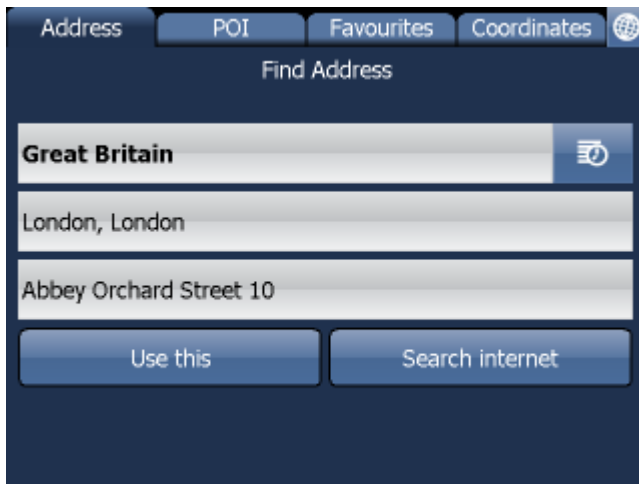 Address POI Favourites Coordinates
Find Address
Great Britain
London, London
Abbey Orchard Street 10
Use this Search internet